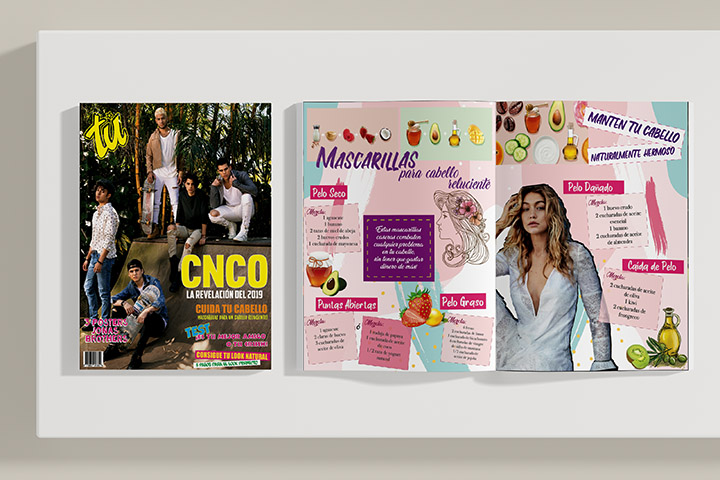 tú
CNCO
LA REVELACIÓN DEL 2019
CUIDA TU CABELLO
MASCARILLAS PARA UN CABELLO RELUCIENTE
TEST
ES TU MEJOR AMIGO
O TU CRUSH?
3 POSTERS
JONAS
BROTHERS
CONSIGUE TU LOOK NATURAL
MASCARILLAS
para cabello
reluciente
Pelo Seco
Mezcla:
1 aguacate
1 banano
2 tazas de miel de abeja
2 huevos crudos
1 cucharada de mayonesa
Estas mascarillas
caseras combaten
cualquier problema
en tu cabello,
sin tener que gastar
dinero de más!
Puntas Abiertas
Mezcla:
1 aguacate
2 claras de huevo
3 cucharadas de
aceite de oliva
Mezcla:
1 rodaja de papaya
1 cucharada de aceite
de coco
1/2 taza de yogurt
natural
Pelo Graso
Mezcla:
MANTEN TU CABELLO
NATURALMENTE HERMOSO
Pelo Dañado
Mezcla:
1 huevo crudo
2 cucharadas de aceite
esencial
1 banano
2 cucharadas de aceite
de almendra
Caída de Pelo
Mezcla:
2 cucharadas de aceite
de oliva
1 kiwi
2 cucharadas de